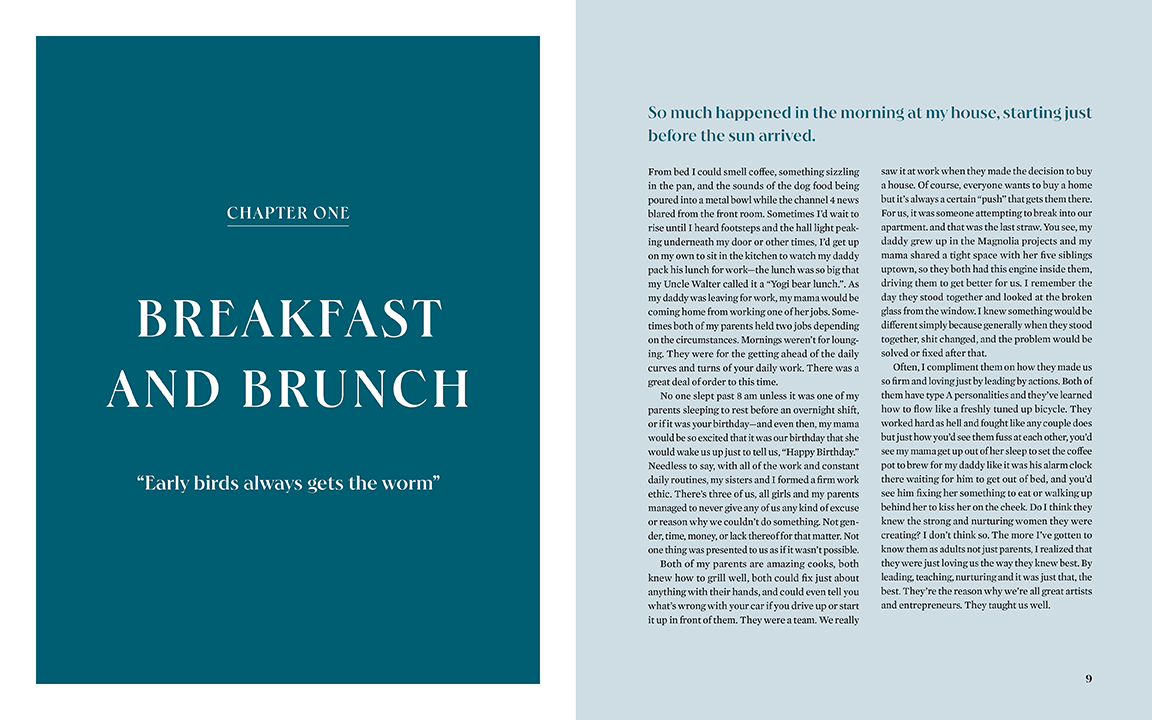 CHAPTER ONE
BREAKFAST
AND BRUNCH
“Early birds always gets the worm”
So much happened in the morning at my house, starting just
before the sun arrived.
From bed I could smell coffee, something sizzling
in the pan, and the sounds of the dog food being
poured into a metal bowl while the channel 4 news
blared from the front room. Sometimes I’d wait to
rise until I heard footsteps and the hall light peak-
ing underneath my door or other times, I’d get up
on my own to sit in the kitchen to watch my daddy
pack his lunch for work—the lunch was so big that
my Uncle Walter called it a “Yogi bear lunch.”. As
my daddy was leaving for work, my mama would be
coming home from working one of her jobs. Some-
times both of my parents held two jobs depending
on the circumstances. Mornings weren’t for loung-
ing. They were for the getting ahead of the daily
curves and turns of your daily work. There was a
great deal of order to this time.
No one slept past 8 am unless it was one of my
parents sleeping to rest before an overnight shift,
or if it was your birthday—and even then, my mama
would be so excited that it was our birthday that she
would wake us up just to tell us, “Happy Birthday.”
Needless to say, with all of the work and constant
daily routines, my sisters and I formed a firm work
ethic. There’s three of us, all girls and my parents
managed to never give any of us any kind of excuse
or reason why we couldn’t do something. Not gen-
der, time, money, or lack thereof for that matter. Not
one thing was presented to us as if it wasn’t possible.
Both of my parents are amazing cooks, both
knew how to grill well, both could fix just about
anything with their hands, and could even tell you
what’s wrong with your car if you drive up or start
it up in front of them. They were a team. We really
saw it at work when they made the decision to buy
a house. Of course, everyone wants to buy a home
but it’s always a certain “push” that gets them there.
For us, it was someone attempting to break into our
apartment. and that was the last straw. You see, my
daddy grew up in the Magnolia projects and my
mama shared a tight space with her five siblings
uptown, so they both had this engine inside them,
driving them to get better for us. I remember the
day they stood together and looked at the broken
glass from the window. I knew something would be
different simply because generally when they stood
together, shit changed, and the problem would be
solved or fixed after that.
Often, I compliment them on how they made us
so firm and loving just by leading by actions. Both of
them have type A personalities and they’ve learned
how to flow like a freshly tuned up bicycle. They
worked hard as hell and fought like any couple does
but just how you’d see them fuss at each other, you’d
see my mama get up out of her sleep to set the coffee
pot to brew for my daddy like it was his alarm clock
there waiting for him to get out of bed, and you’d
see him fixing her something to eat or walking up
behind her to kiss her on the cheek. Do I think they
knew the strong and nurturing women they were
creating? I don’t think so. The more I’ve gotten to
know them as adults not just parents, I realized that
they were just loving us the way they knew best. By
leading, teaching, nurturing and it was just that, the
best. They’re the reason why we’re all great artists
and entrepreneurs. They taught us well.
9